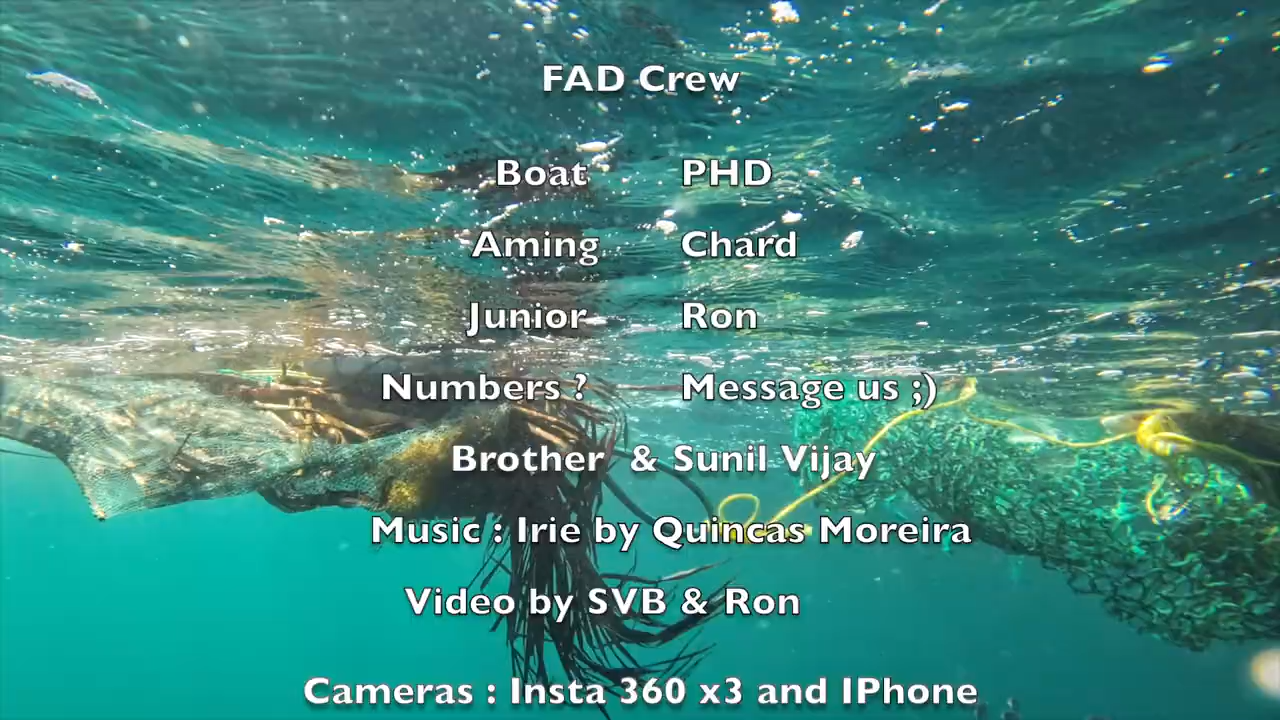 FAD Crew
Boat PHD
Aming Chard
Junior Ron
Numbers ? Message us ;)
Brother & Sunil Vijay
Music : Irie by Quincas Moreira
Video by SVB & Ron
Cameras : Insta 360 x3 and IPhone